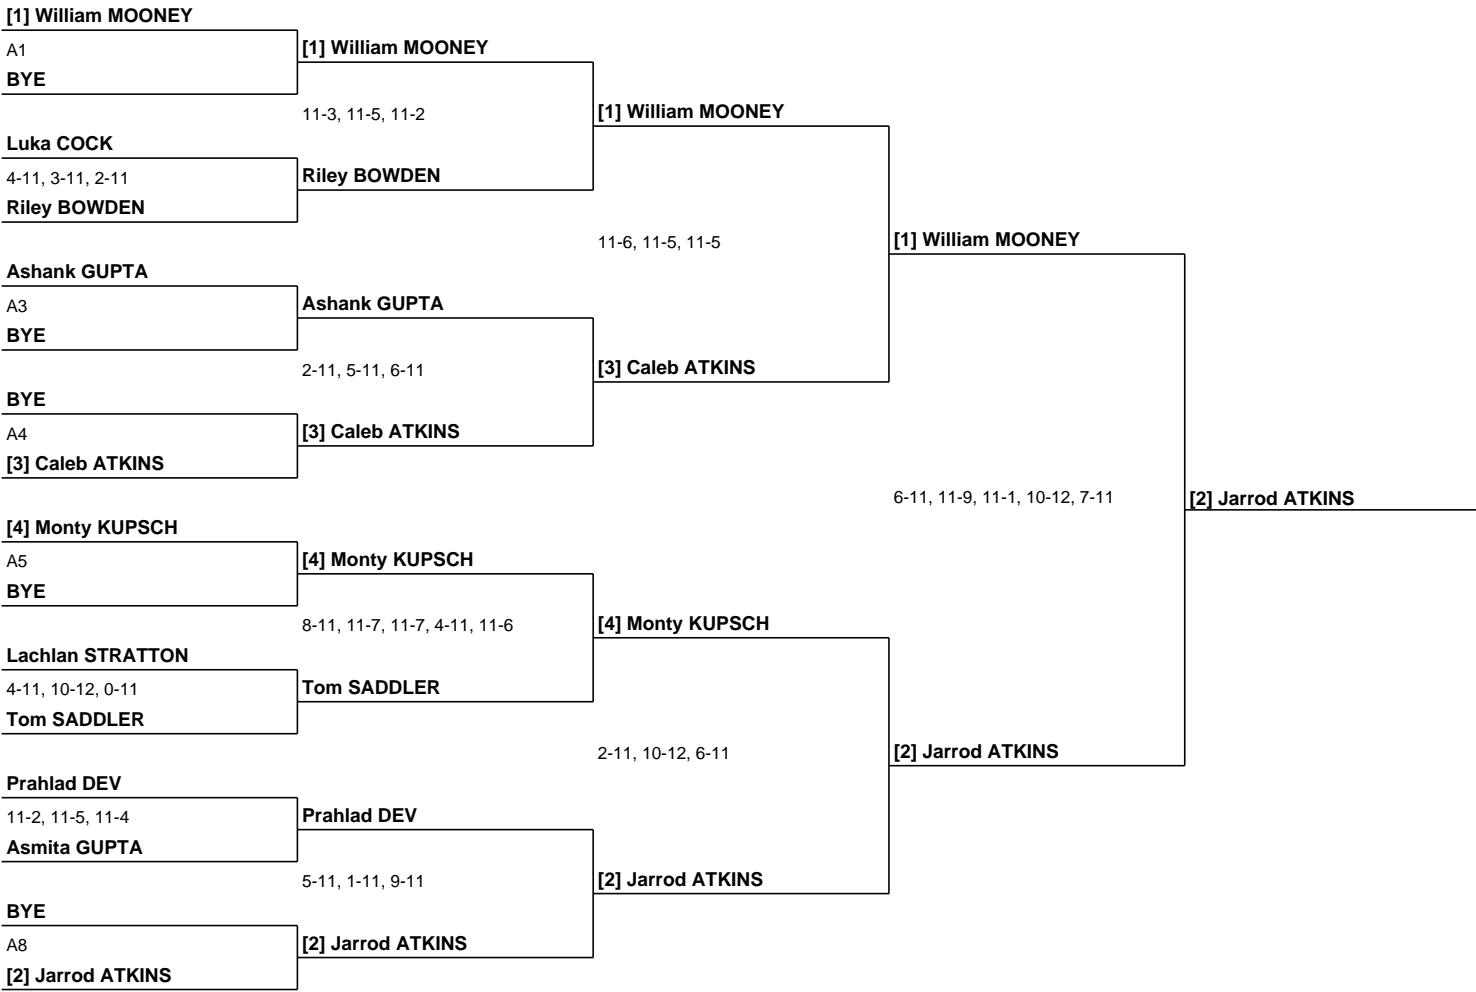 [1] William MOONEY
A1
BYE
[1] William MOONEY
11-3, 11-5, 11-2
[1] William MOONEY
Luka COCK
4-11, 3-11, 2-11
Riley BOWDEN
Riley BOWDEN
11-6, 11-5, 11-5
[1] William MOONEY
Ashank GUPTA
A3
BYE
Ashank GUPTA
2-11, 5-11, 6-11
[3] Caleb ATKINS
BYE
A4
[3] Caleb ATKINS
[3] Caleb ATKINS
6-11, 11-9, 11-1, 10-12, 7-11
[2] Jarrod ATKINS
[4] Monty KUPSCH
A5
BYE
[4] Monty KUPSCH
8-11, 11-7, 11-7, 4-11, 11-6
[4] Monty KUPSCH
Lachlan STRATTON
4-11, 10-12, 0-11
Tom SADDLER
Tom SADDLER
2-11, 10-12, 6-11
[2] Jarrod ATKINS
Prahlad DEV
11-2, 11-5, 11-4
Asmita GUPTA
Prahlad DEV
5-11, 1-11, 9-11
[2] Jarrod ATKINS
BYE
A8
[2] Jarrod ATKINS
[2] Jarrod ATKINS